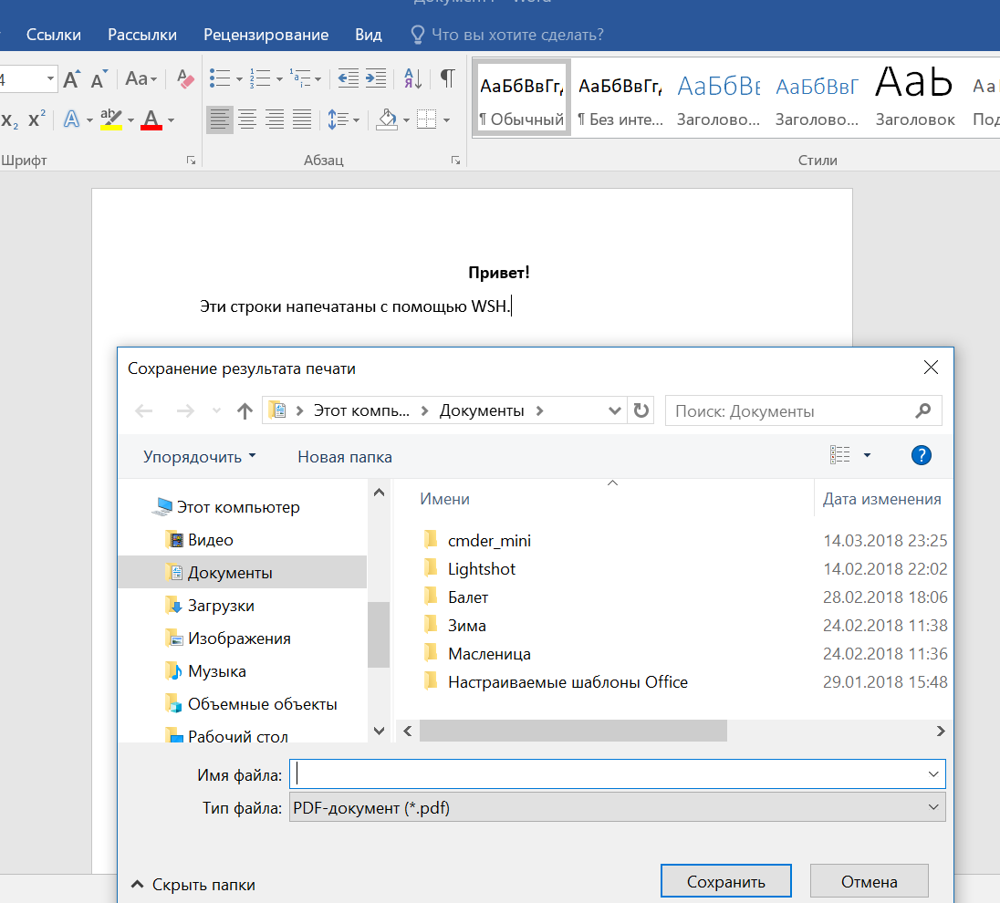 Ссылки Рассылки Рецензирование Вид Что вы хотите сделать?
АаБбВвГг, АаБбВвГг, АаБбВв АаБбВвГ АаЬ Аа
¶ Обычный ¶ Без инте... Заголово... Заголово... Заголовок Под
Шрифт Абзац Стили
Привет!
Эти строки напечатаны с помощью WSH.
Сохранение результата печати
Этот компь... Документы
Поиск: Документы
Упорядочить Новая папка
Имени Дата изменения
Этот компьютер
Видео
Документы
Загрузки
Изображения
Музыка
Объемные объекты
Рабочий стол
cmder_mini 14.03.2018 23:25
Lightshot 14.02.2018 22:02
Балет 28.02.2018 18:06
Зима 24.02.2018 11:38
Масленица 24.02.2018 11:36
Настраиваемые шаблоны Office 29.01.2018 15:48
Имя файла:
Тип файла: PDF-документ (*.pdf)
Скрыть папки
Сохранить Отмена